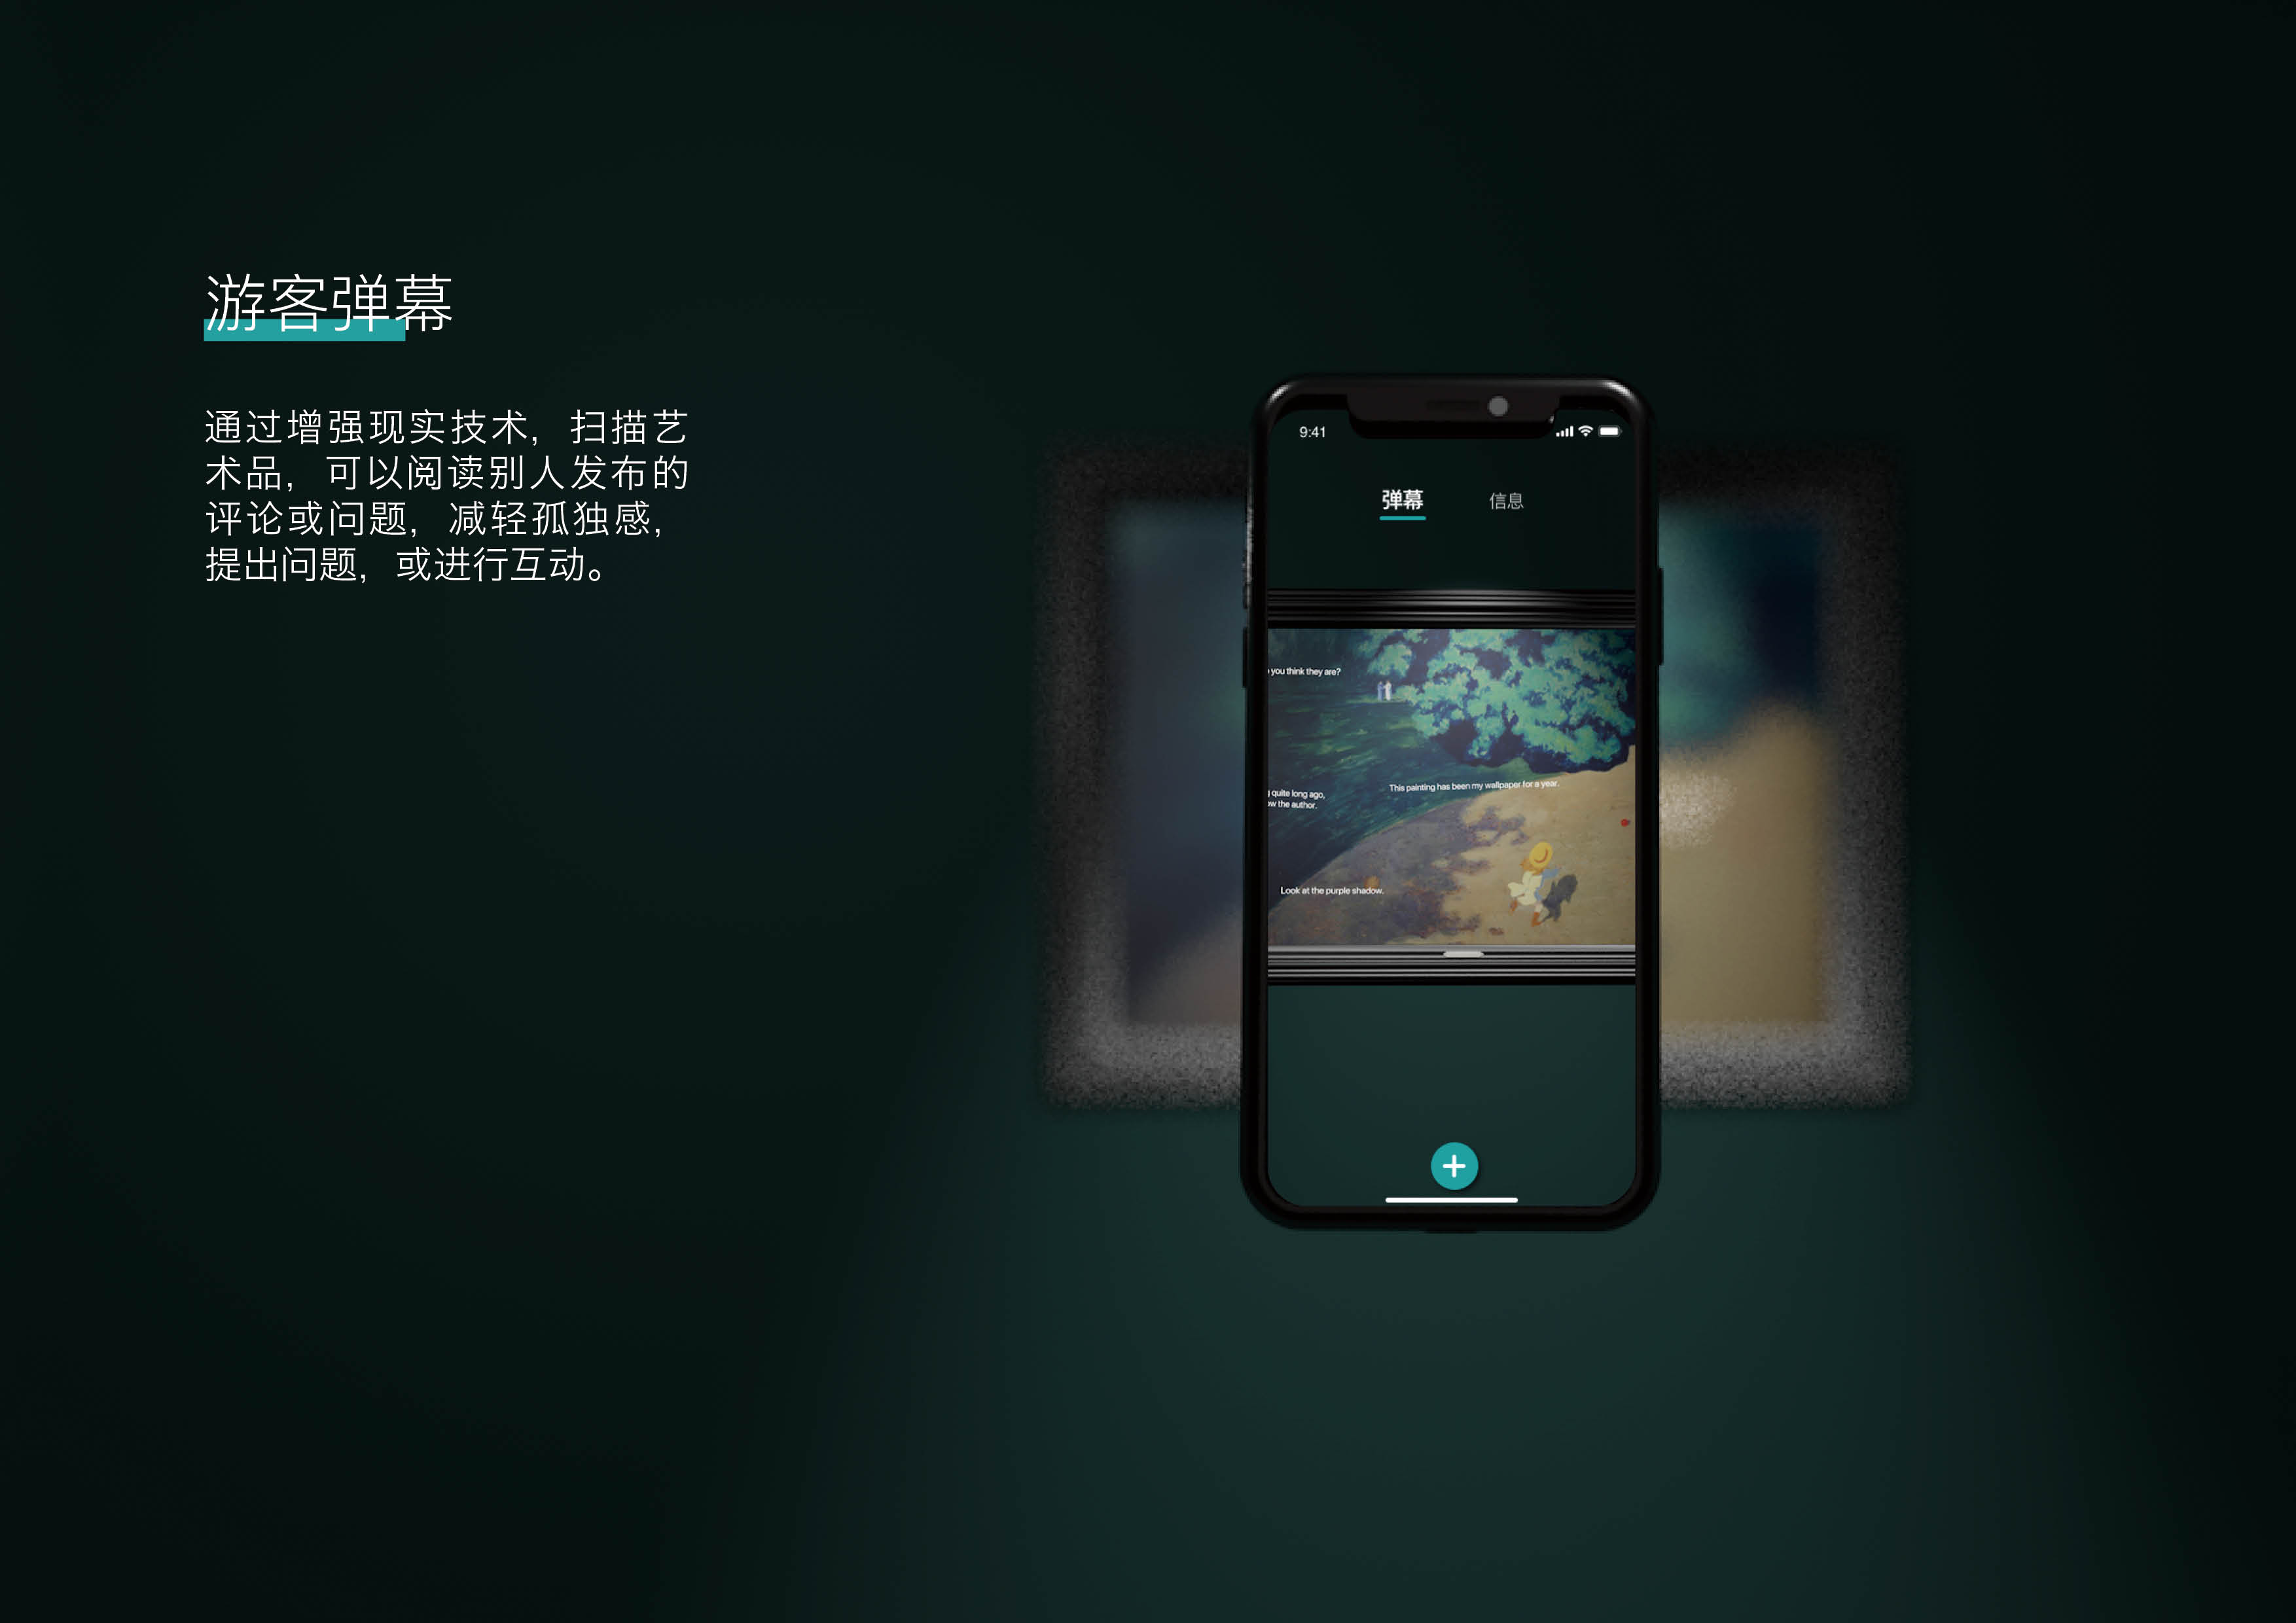 游客弹幕
通过增强现实技术，扫描艺
术品，可以阅读别人发布的
评论或问题，减轻孤独感，
提出问题，或进行互动。
9:41
弹幕 信息
you think they are?
This painting has been my wallpaper for a year.
quite long ago,
the author.
Look at the purple shadow.